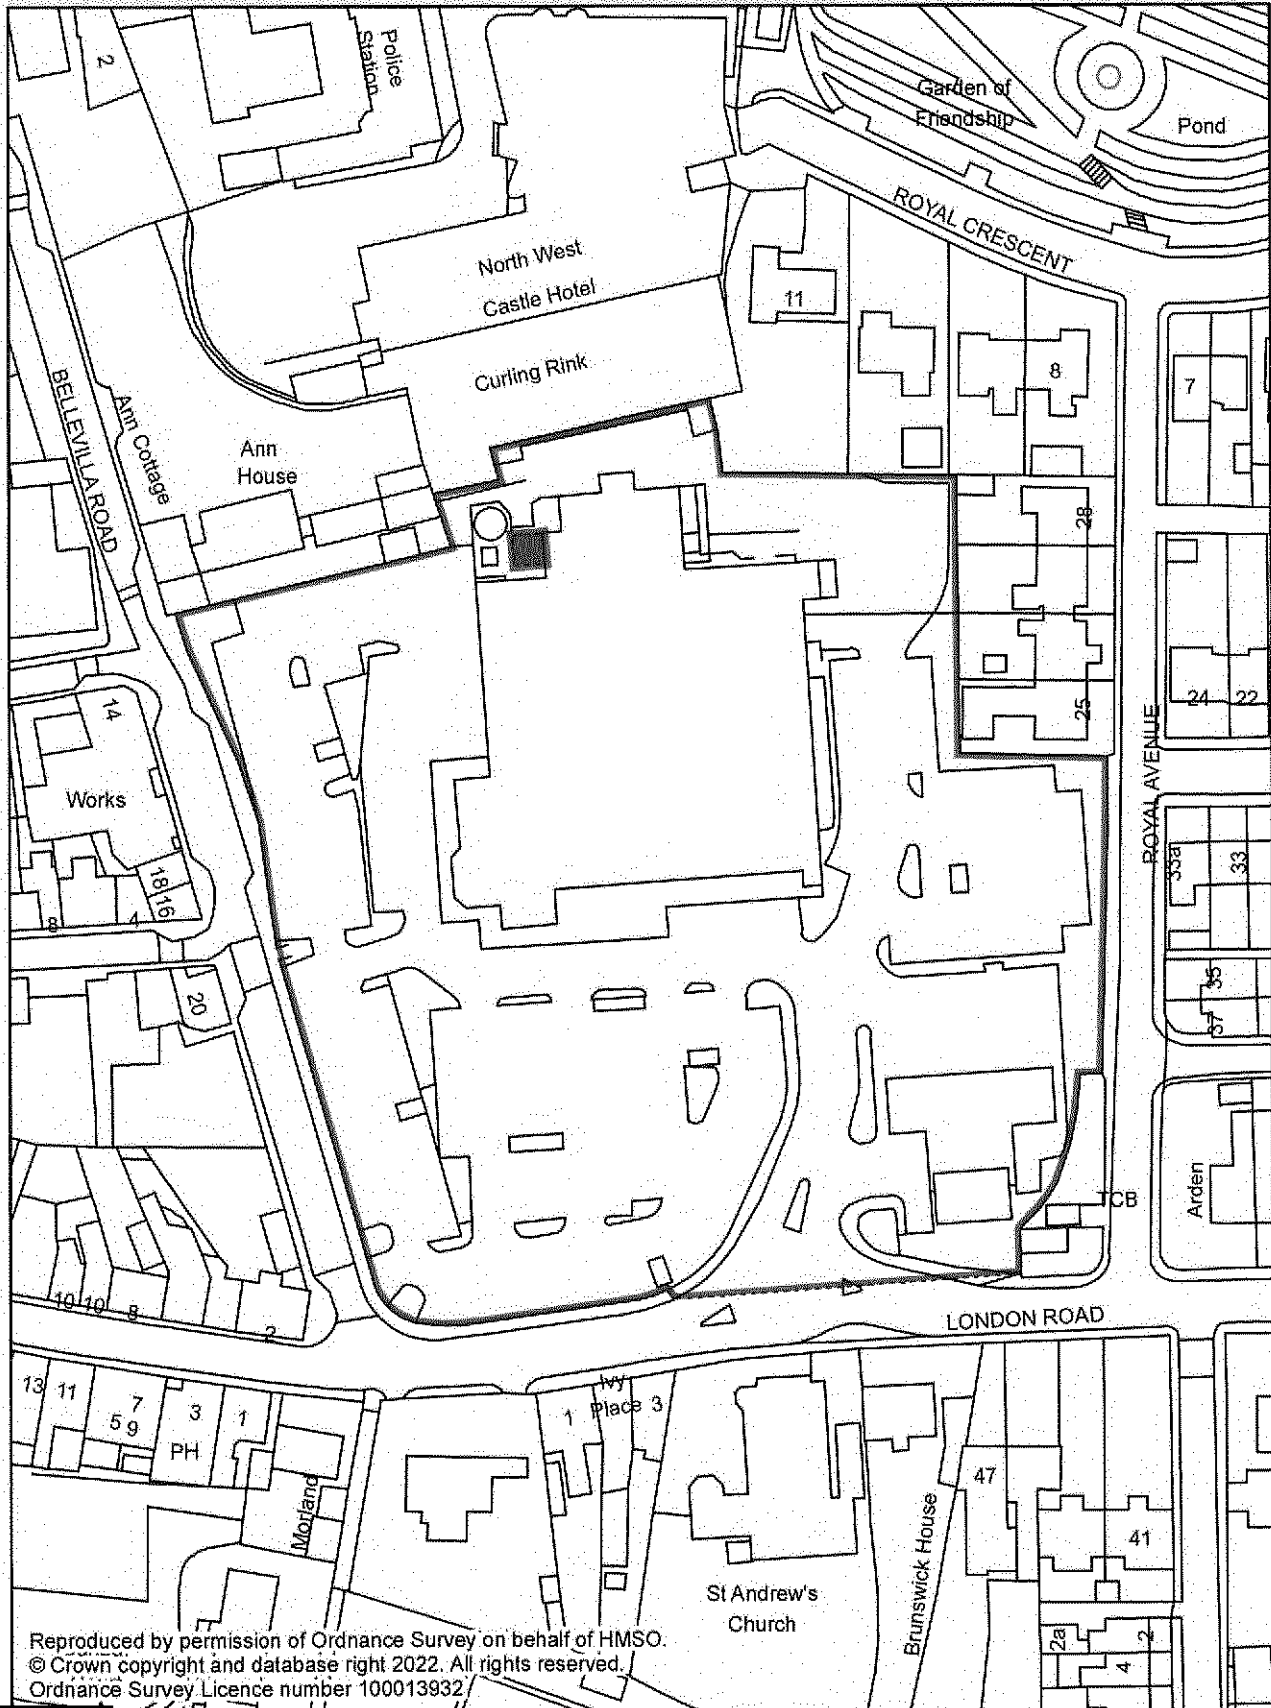 2
Police
Station
Garden of
Friendship
Pond
ROYAL CRESCENT
North West
Castle Hotel
11
Curling Rink
8
7
BELLEVILLA ROAD
Ann Cottage
Ann
House
28
14
25
24
22
ROYAL AVENUE
Works
18
16
33a
33
8
4
20
35
37
TCB
Arden
10
10
8
2
LONDON ROAD
13
11
7
5
9
3
1
PH
Ivy
Place
1
3
Morland
47
Brunswick House
41
St Andrew's
Church
2a
2
4
Reproduced by permission of Ordnance Survey on behalf of HMSO.
© Crown copyright and database right 2022. All rights reserved.
Ordnance Survey Licence number 100013932